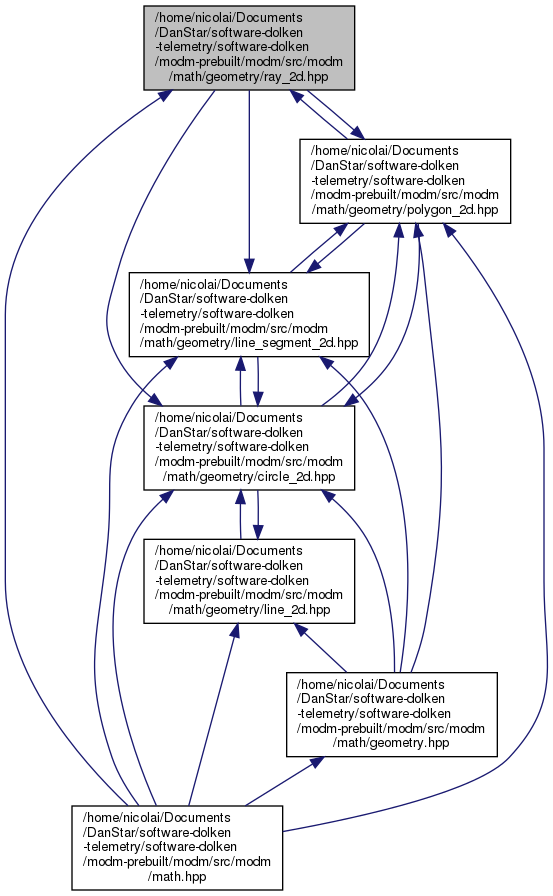 /home/nicolai/Documents
/DanStar/software-dolken
-telemetry/software-dolken
/modm-prebuilt/modm/src/modm
/math/geometry/ray_2d.hpp
/home/nicolai/Documents
/DanStar/software-dolken
-telemetry/software-dolken
/modm-prebuilt/modm/src/modm
/math/geometry/polygon_2d.hpp
/home/nicolai/Documents
/DanStar/software-dolken
-telemetry/software-dolken
/modm-prebuilt/modm/src/modm
/math/geometry/line_segment_2d.hpp
/home/nicolai/Documents
/DanStar/software-dolken
-telemetry/software-dolken
/modm-prebuilt/modm/src/modm
/math/geometry/circle_2d.hpp
/home/nicolai/Documents
/DanStar/software-dolken
-telemetry/software-dolken
/modm-prebuilt/modm/src/modm
/math/geometry/line_2d.hpp
/home/nicolai/Documents
/DanStar/software-dolken
-telemetry/software-dolken
/modm-prebuilt/modm/src/modm
/math/geometry.hpp
/home/nicolai/Documents
/DanStar/software-dolken
-telemetry/software-dolken
/modm-prebuilt/modm/src/modm
/math.hpp